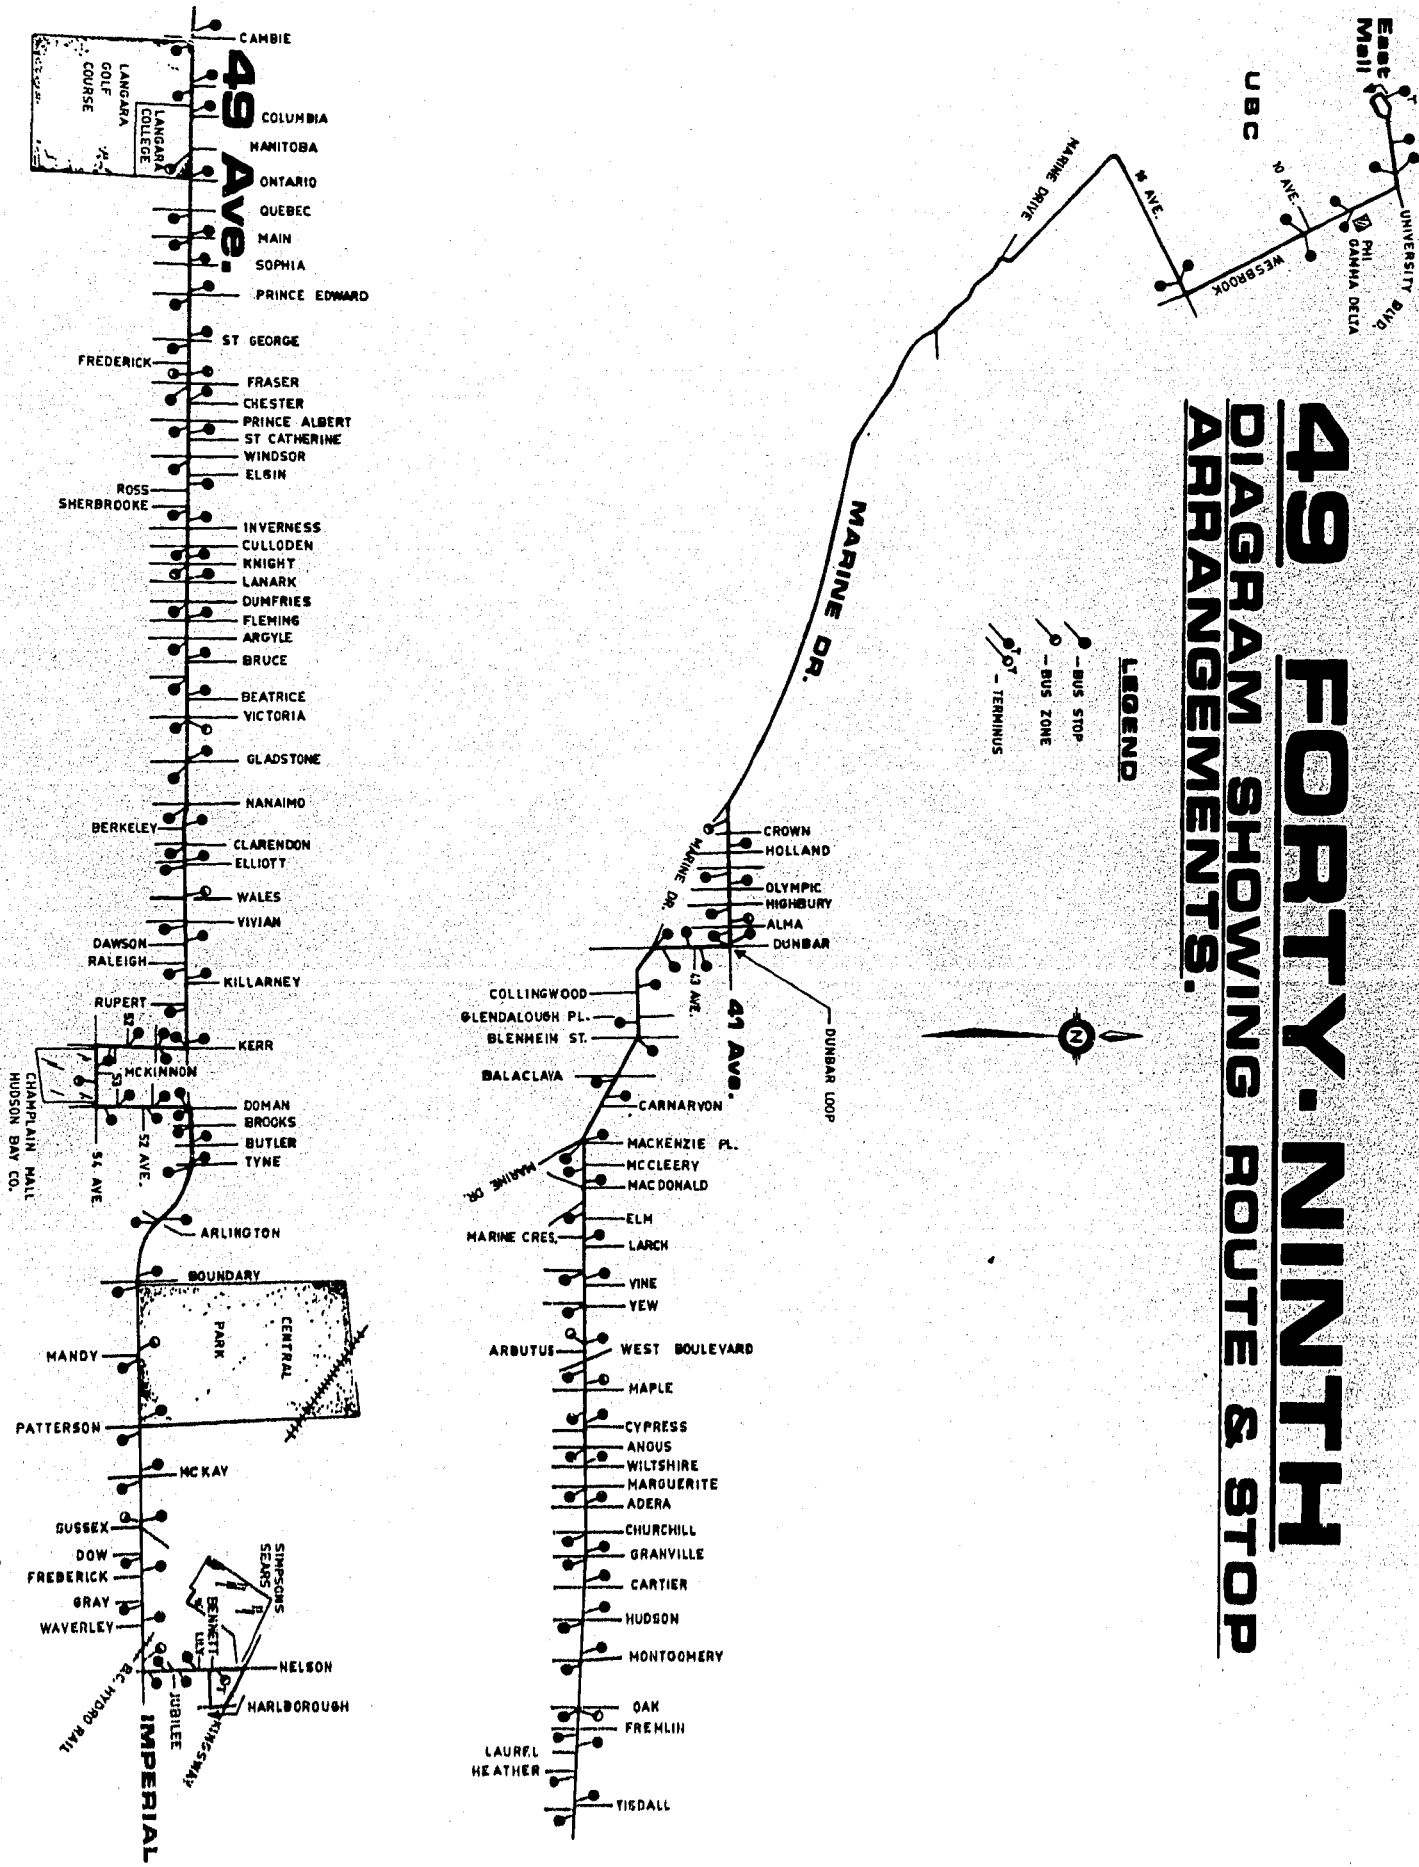 49 FORTY-NINTH
DIAGRAM SHOWING ROUTE & STOP
ARRANGEMENTS.
LEGEND
– BUS STOP
– BUS ZONE
T
T
– TERMINUS
N
East
Mall
T
UBC
UNIVERSITY BLVD.
PHI
GAMMA DELTA
10 AVE.
WESBROOK
16 AVE.
MARINE DRIVE
MARINE DR.
CROWN
HOLLAND
OLYMPIC
HIGHBURY
ALMA
DUNBAR
DUNBAR LOOP
41 Ave.
43 AVE.
MARINE DR.
COLLINGWOOD
GLENDALOUGH PL.
BLENHEIM ST.
BALACLAVA
CARNARVON
MACKENZIE PL.
MCCLEERY
MACDONALD
MARINE DR.
ELM
MARINE CRES.
LARCH
VINE
YEW
ARBUTUS
WEST BOULEVARD
MAPLE
CYPRESS
ANGUS
WILTSHIRE
MARGUERITE
ADERA
CHURCHILL
GRANVILLE
CARTIER
HUDSON
MONTGOMERY
OAK
FREMLIN
LAUREL
HEATHER
TISDALL
49 Ave.
CAMBIE
LANGARA
GOLF
COURSE
LANGARA
COLLEGE
COLUMBIA
MANITOBA
ONTARIO
QUEBEC
MAIN
SOPHIA
PRINCE EDWARD
ST GEORGE
FREDERICK
FRASER
CHESTER
PRINCE ALBERT
ST CATHERINE
WINDSOR
ELGIN
ROSS
SHERBROOKE
INVERNESS
CULLODEN
KNIGHT
LANARK
DUMFRIES
FLEMING
ARGYLE
BRUCE
BEATRICE
VICTORIA
GLADSTONE
NANAIMO
BERKELEY
CLARENDON
ELLIOTT
WALES
VIVIAN
DAWSON
RALEIGH
KILLARNEY
RUPERT
52
KERR
MCKINNON
53
CHAMPLAIN MALL
HUDSON BAY CO.
DOMAN
BROOKS
BUTLER
TYNE
52 AVE.
54 AVE.
ARLINGTON
BOUNDARY
CENTRAL
PARK
MANDY
PATTERSON
MCKAY
SUSSEX
DOW
FREDERICK
GRAY
WAVERLEY
SIMPSONS
SEARS
BENNETT
LILY
T
NELSON
MARLBOROUGH
KINGSWAY
JUBILEE
B.C. HYDRO RAIL
IMPERIAL